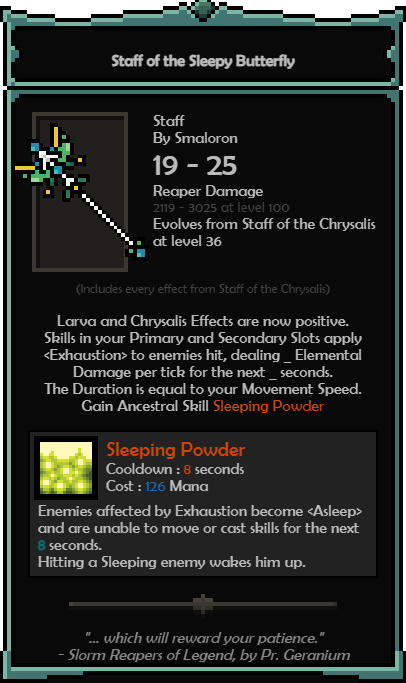 Staff of the Sleepy Butterfly
Staff
By Smaloron
19 - 25
Reaper Damage
2119 - 3025 at level 100
Evolves from Staff of the Chrysalis
at level 36
(Includes every effect from Staff of the Chrysalis)
Larva and Chrysalis Effects are now positive.
Skills in your Primary and Secondary Slots apply
<Exhaustion> to enemies hit, dealing _ Elemental
Damage per tick for the next _ seconds.
The Duration is equal to your Movement Speed.
Gain Ancestral Skill Sleeping Powder
Sleeping Powder
Cooldown : 8 seconds
Cost : 126 Mana
Enemies affected by Exhaustion become <Asleep>
and are unable to move or cast skills for the next
8 seconds.
Hitting a Sleeping enemy wakes him up.
"... which will reward your patience."
- Slorm Reapers of Legend, by Pr. Geranium